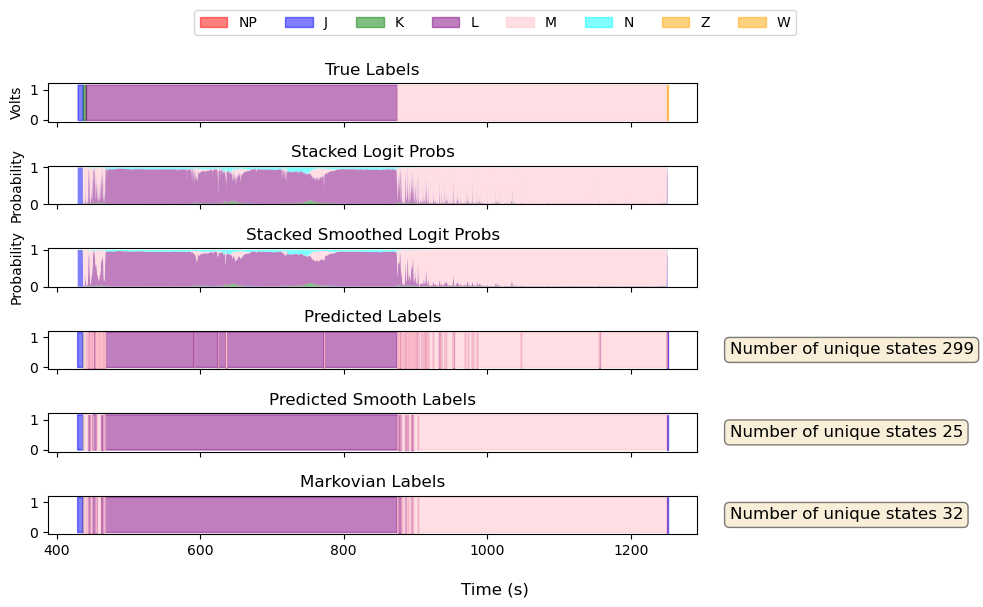 NP J K L M N Z W
True Labels
Volts
1
0
Stacked Logit Probs
Probability
1
0
Stacked Smoothed Logit Probs
Probability
1
0
Predicted Labels
1
0
Number of unique states 299
Predicted Smooth Labels
1
0
Number of unique states 25
Markovian Labels
1
0
Number of unique states 32
400 600 800 1000 1200
Time (s)